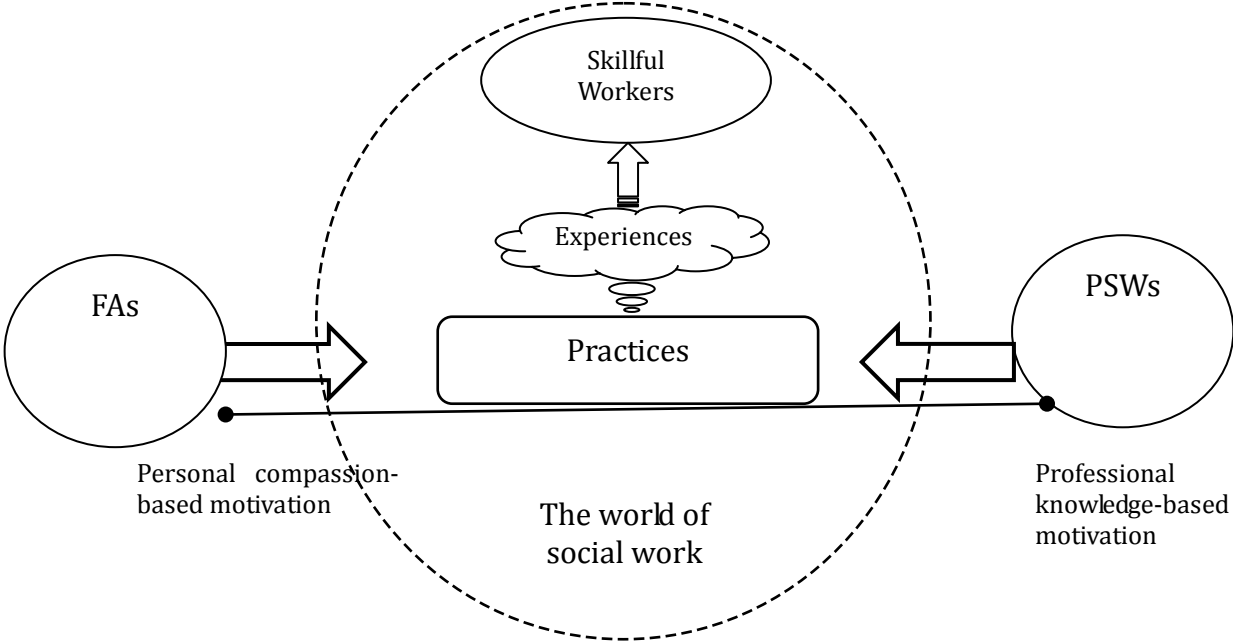 Skillful
Workers
Experiences
FAs
Practices
PSWs
Personal compassion-
based motivation
The world of
social work
Professional
knowledge-based
motivation